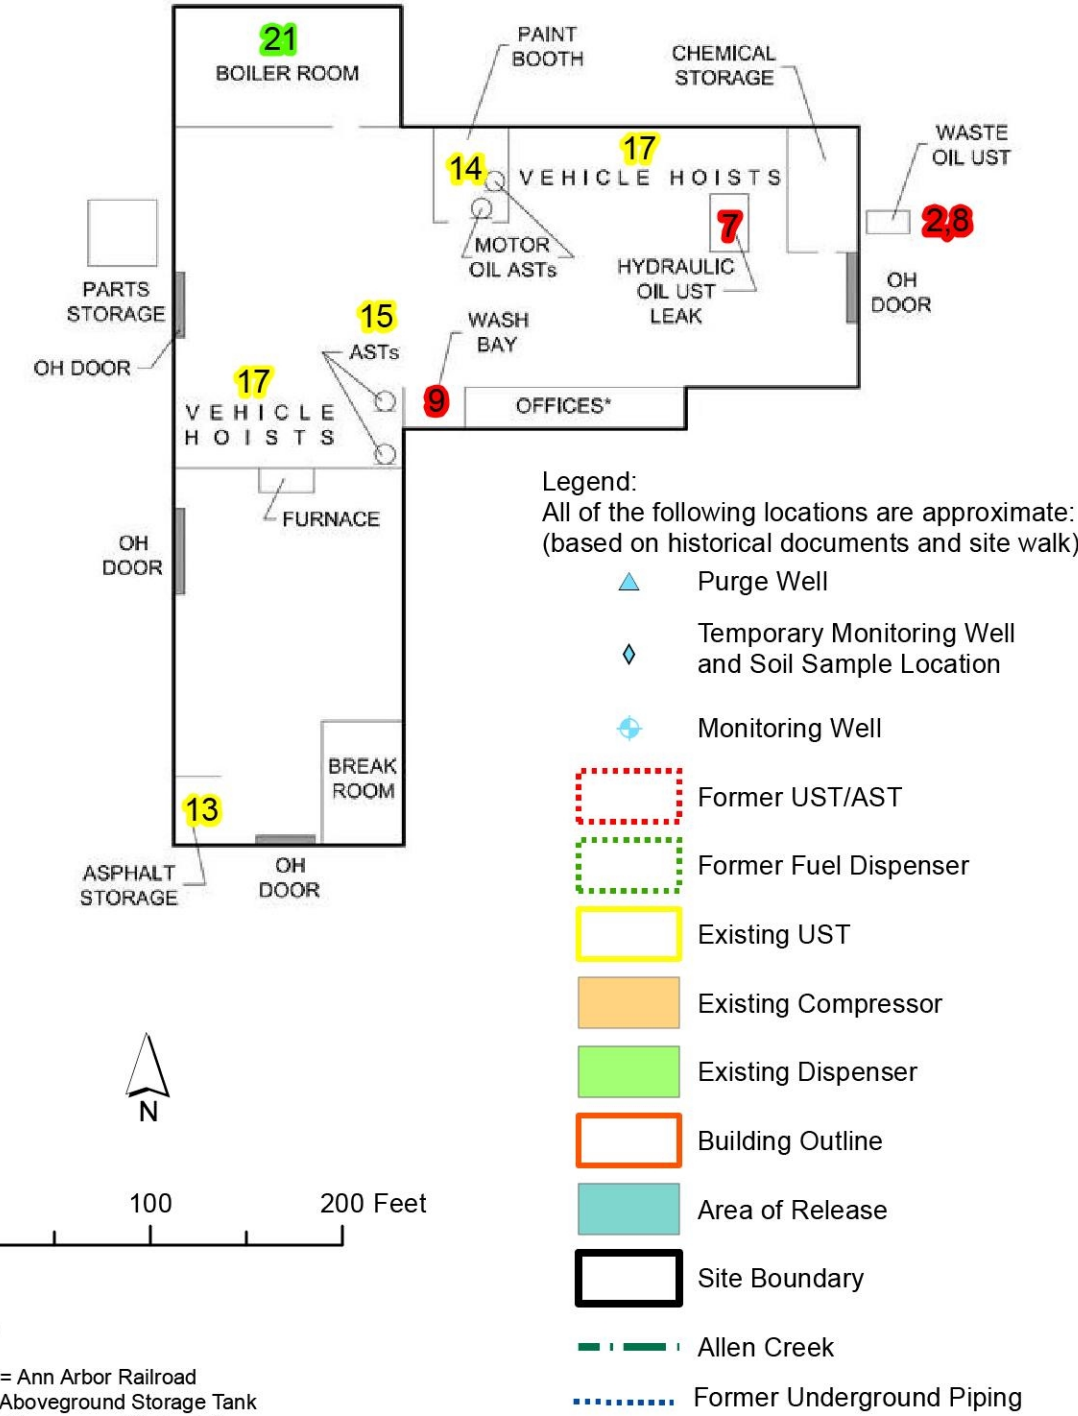 21
BOILER ROOM
PAINT
BOOTH
CHEMICAL
STORAGE
WASTE
OIL UST
14
17
VEHICLE HOISTS
2,8
7
MOTOR
OIL ASTs
HYDRAULIC
OIL UST
LEAK
OH
DOOR
PARTS
STORAGE
OH DOOR
15
ASTs
WASH
BAY
17
VEHICLE
HOISTS
9
OFFICES*
FURNACE
OH
DOOR
BREAK
ROOM
13
ASPHALT
STORAGE
OH
DOOR
Legend:
All of the following locations are approximate:
(based on historical documents and site walk)
Purge Well
Temporary Monitoring Well
and Soil Sample Location
Monitoring Well
Former UST/AST
Former Fuel Dispenser
Existing UST
Existing Compressor
Existing Dispenser
Building Outline
Area of Release
Site Boundary
Allen Creek
Former Underground Piping
N
100
200 Feet
= Ann Arbor Railroad
Aboveground Storage Tank